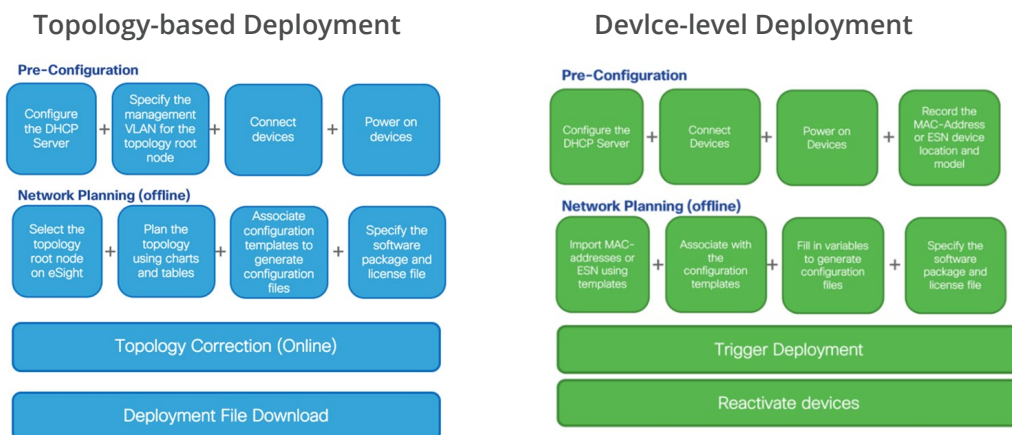 Topology-based Deployment
Pre-Configuration
Configure
the DHCP
Server
+
Specify the
management
VLAN for the
topology root
node
+
Connect
devices
+
Power on
devices
Network Planning (offline)
Select the
topology
root node
on eSight
+
Plan the
topology
using charts
and tables
+
Associate
configuration
templates to
generate
configuration
files
+
Specify the
software
package and
license file
Topology Correction (Online)
Deployment File Download
DevIce-level Deployment
Pre-Configuration
Configure the
DHCP Server
+
Connect
Devices
+
Power on
Devices
+
Record the
MAC-Address
or ESN device
location and
model
Network Planning (offline)
Import MAC-
addresses or
ESN using
templates
+
Associate with
the
configuration
templates
+
Fill in variables
to generate
configuration
files
+
Specify the
software
package and
license file
Trigger Deployment
Reactivate devices